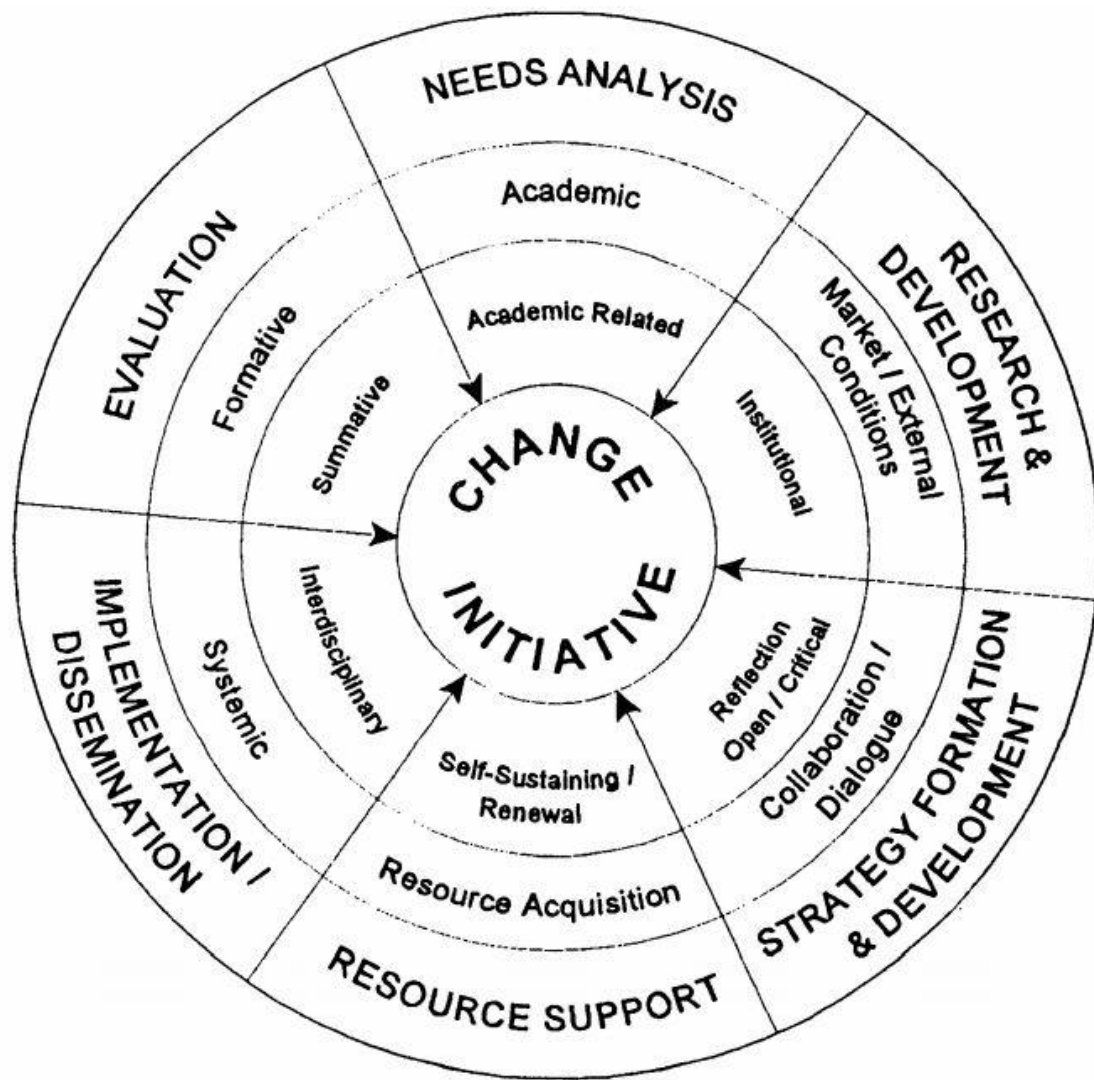 NEEDS ANALYSIS
Academic
Academic Related
RESEARCH &
DEVELOPMENT
Market / External
Conditions
Institutional
STRATEGY FORMATION
& DEVELOPMENT
Collaboration /
Dialogue
Reflection
Open / Critical
RESOURCE SUPPORT
Resource Acquisition
Self-Sustaining /
Renewal
IMPLEMENTATION /
DISSEMINATION
Systemic
Interdisciplinary
EVALUATION
Formative
Summative
CHANGE
INITIATIVE